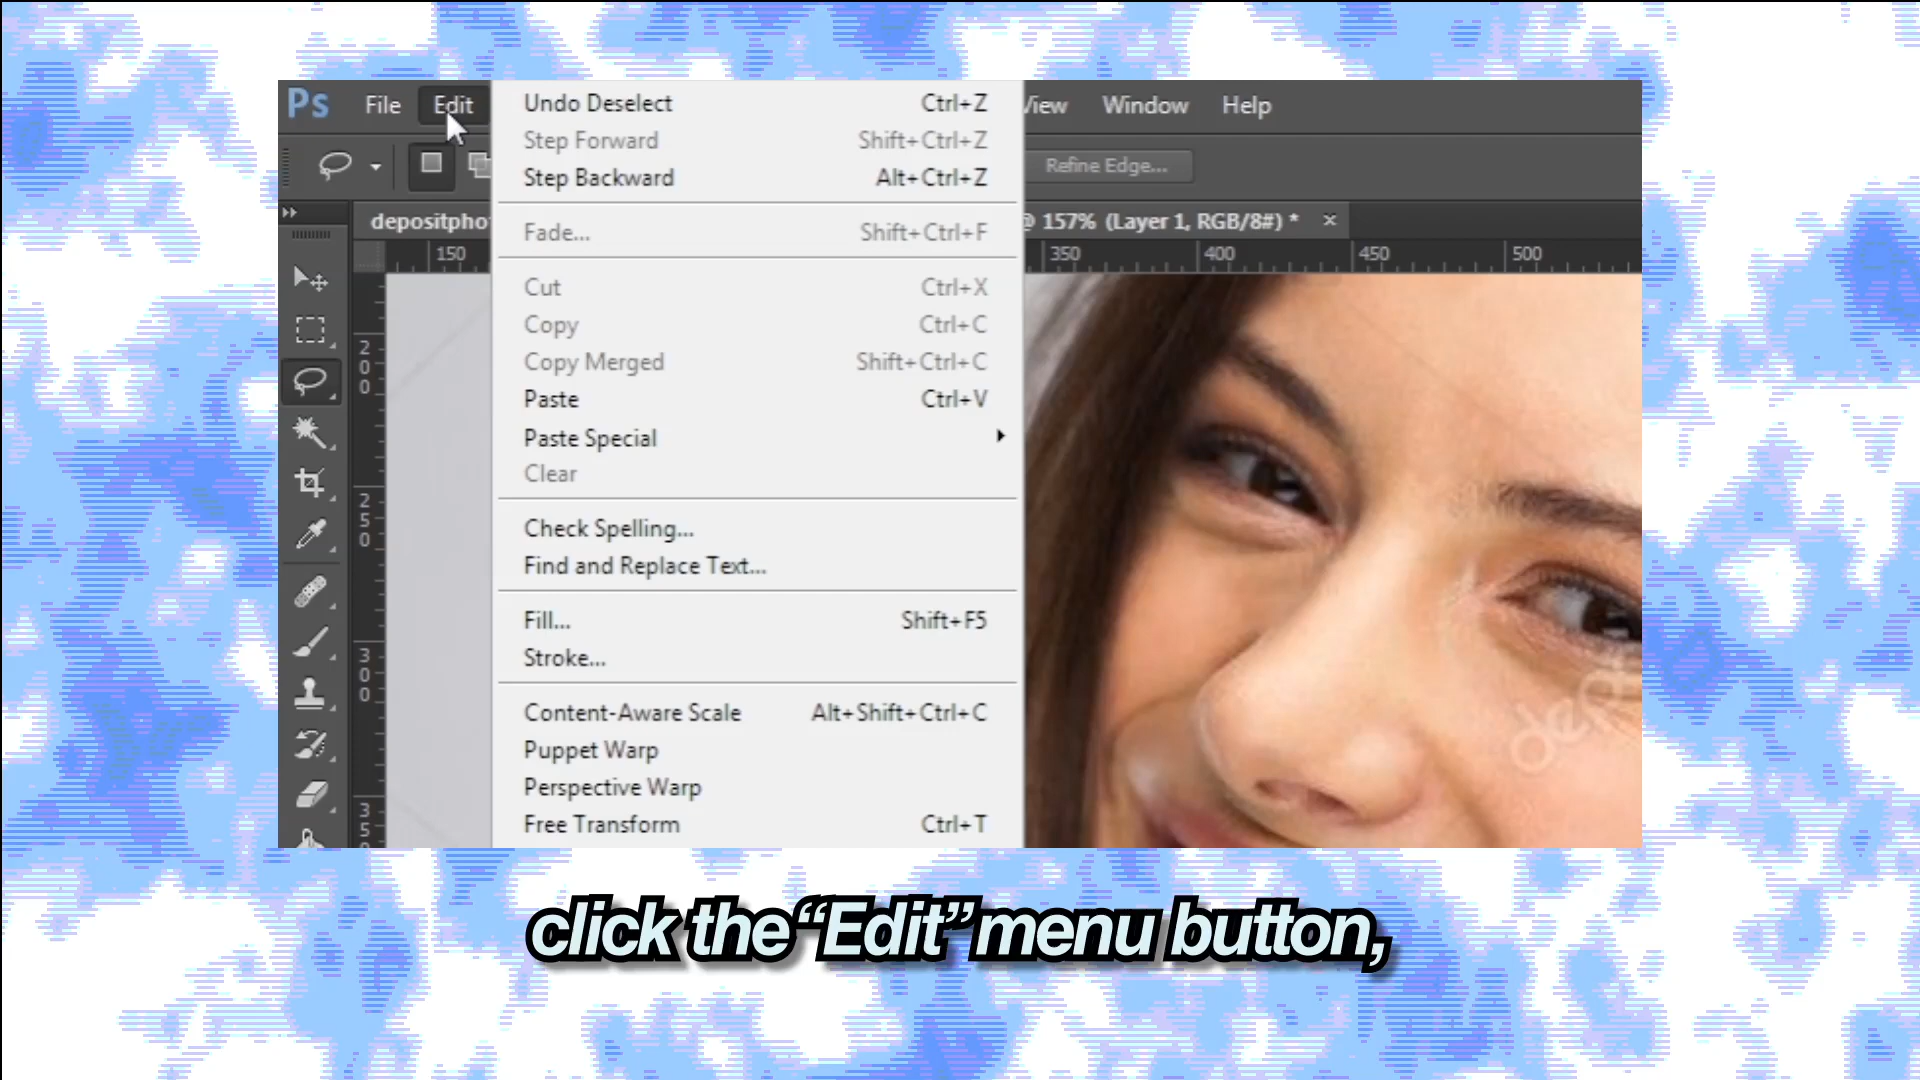 Ps File Edit View Window Help
Undo Deselect Ctrl+Z
Step Forward Shift+Ctrl+Z
Step Backward Alt+Ctrl+Z
Refine Edge...
@ 157% (Layer 1, RGB/8#) * ×
Fade... Shift+Ctrl+F
150 350 400 450 500
Cut Ctrl+X
Copy Ctrl+C
200
Copy Merged Shift+Ctrl+C
Paste Ctrl+V
Paste Special
Clear
250
Check Spelling...
Find and Replace Text...
Fill... Shift+F5
Stroke...
300
Content-Aware Scale Alt+Shift+Ctrl+C
Puppet Warp
Perspective Warp
Free Transform Ctrl+T
click the “Edit” menu button,